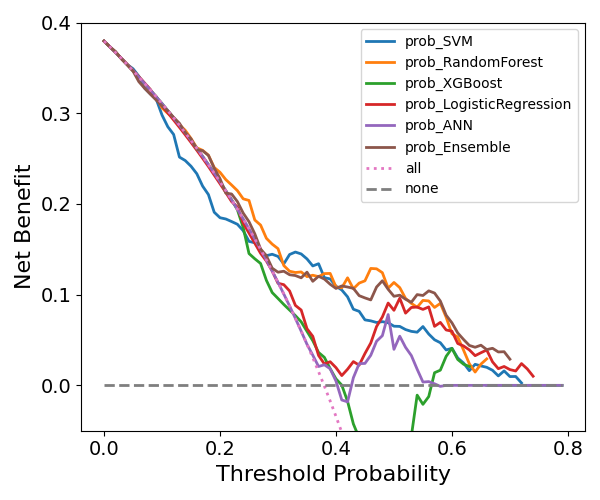 prob_SVM
prob_RandomForest
prob_XGBoost
prob_LogisticRegression
prob_ANN
prob_Ensemble
all
none
Net Benefit
0.4
0.3
0.2
0.1
0.0
0.0 0.2 0.4 0.6 0.8
Threshold Probability